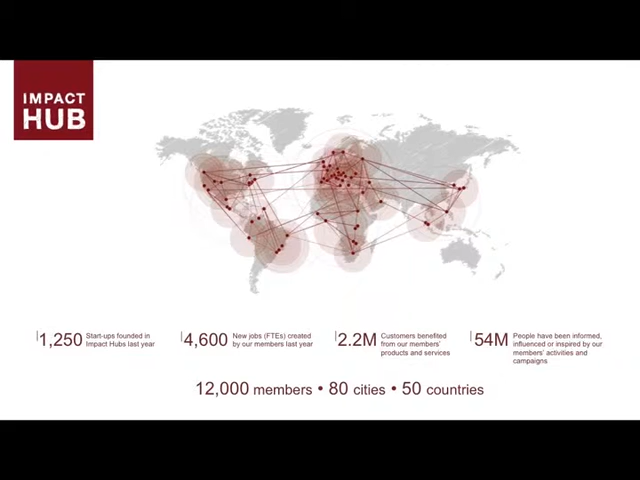 IMPACT
HUB
1,250 Start-ups founded in
Impact Hubs last year
4,600 New jobs (FTEs) created
by our members last year
2.2M Customers benefited
from our members'
products and services
54M People have been informed,
influenced or inspired by our
members' activities and
campaigns
12,000 members • 80 cities • 50 countries